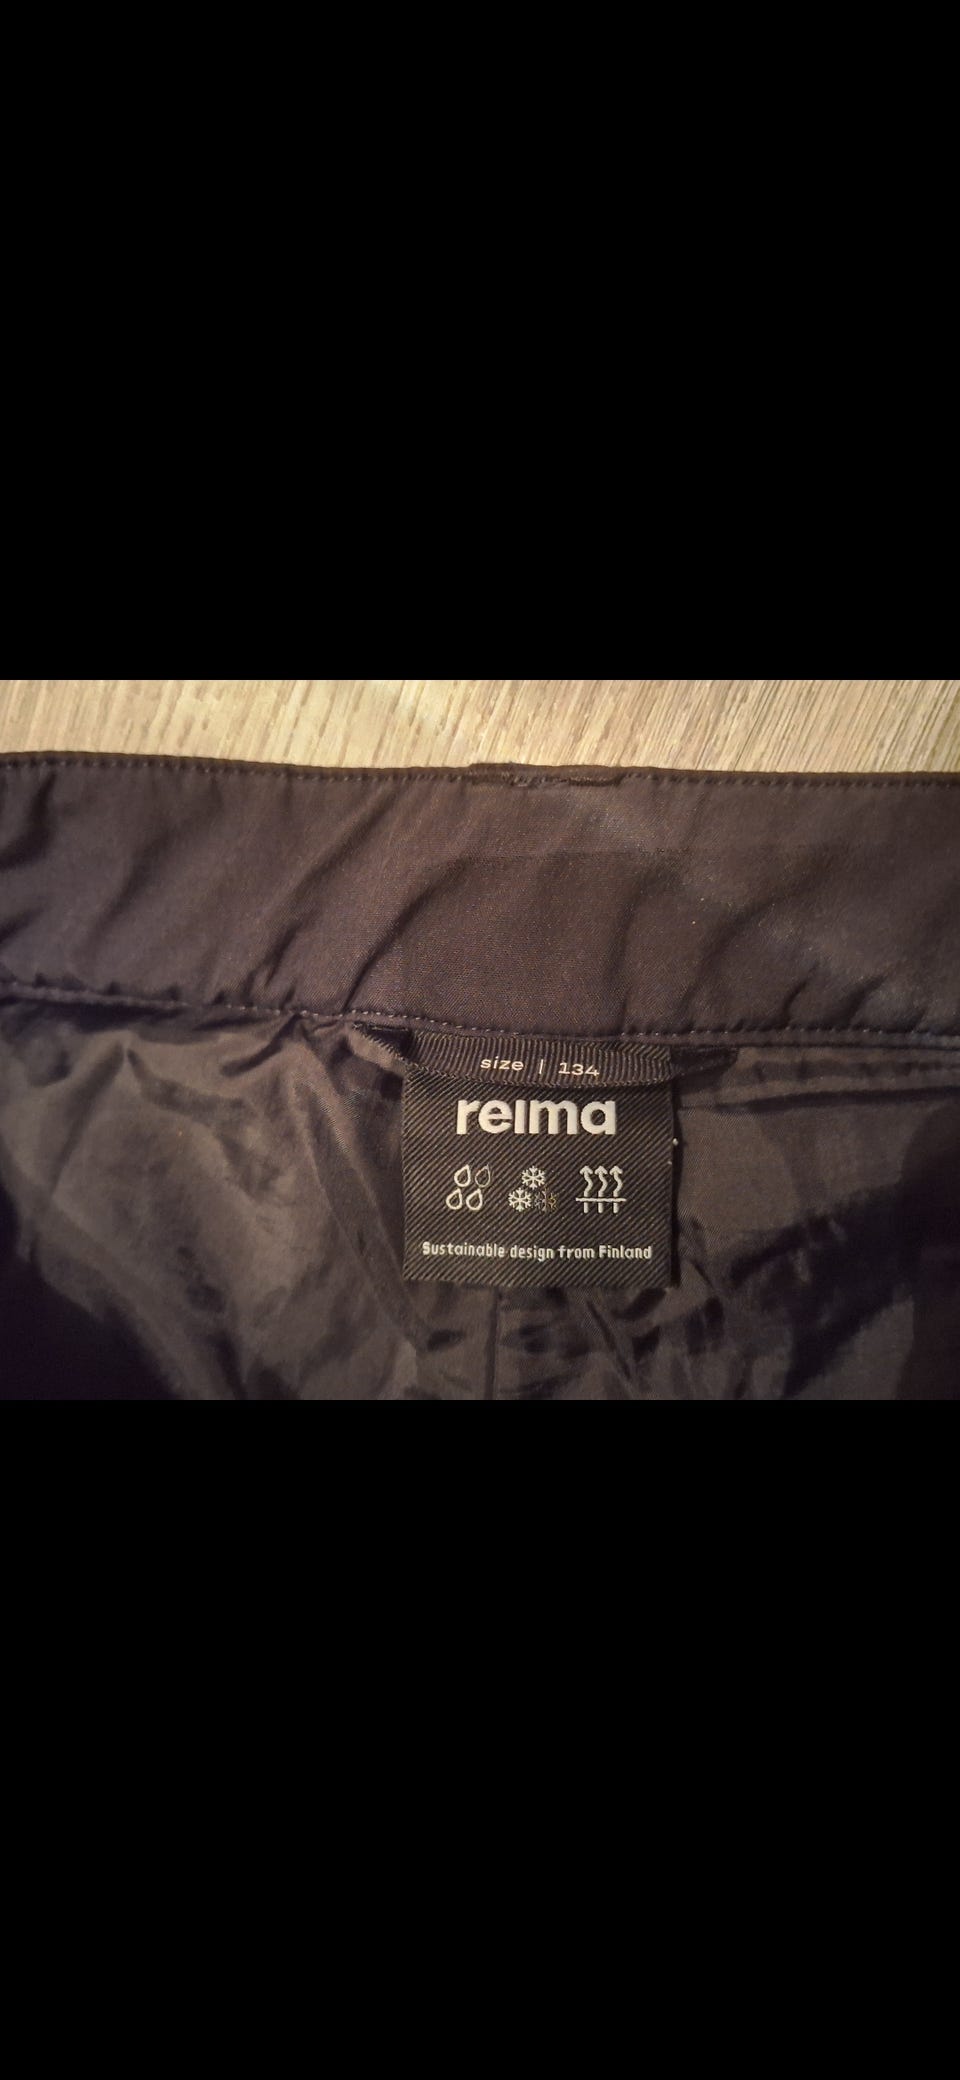 size | 134
reima
Sustainable design from Finland